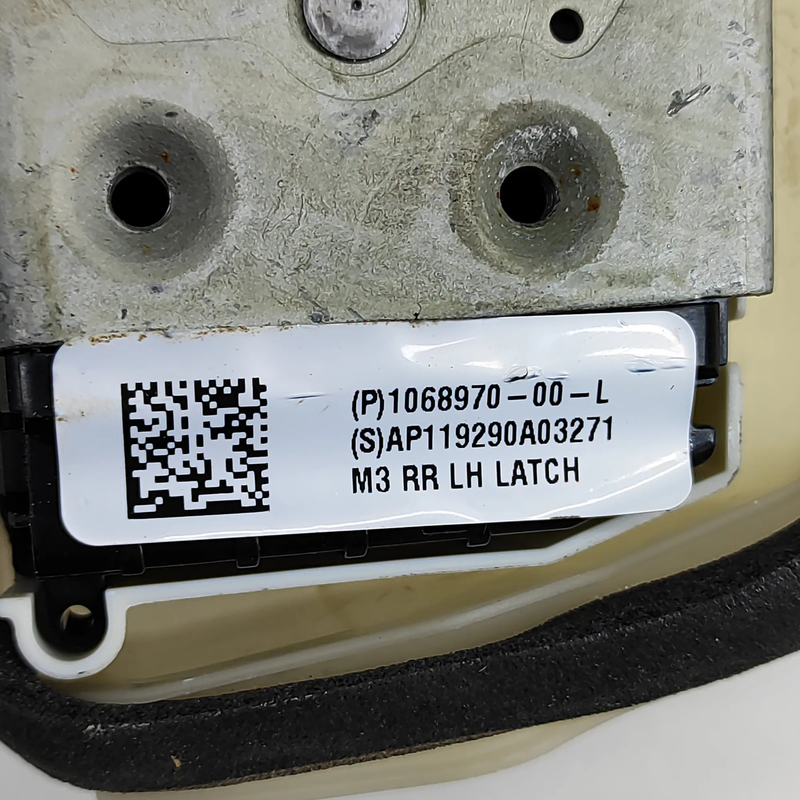 (P)1068970-00-L
(S)AP119290A03271
M3 RR LH LATCH